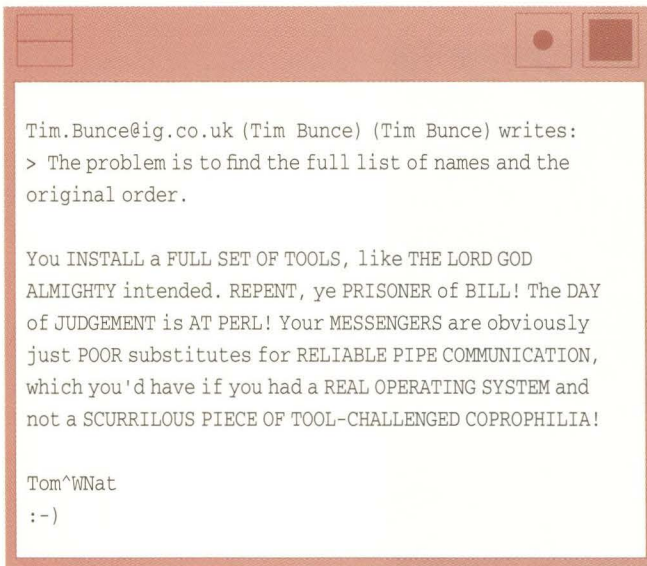 Tim.Bunce@ig.co.uk (Tim Bunce) (Tim Bunce) writes:
> The problem is to find the full list of names and the
original order.
You INSTALL a FULL SET OF TOOLS, like THE LORD GOD
ALMIGHTY intended. REPENT, ye PRISONER of BILL! The DAY
of JUDGEMENT is AT PERL! Your MESSENGERS are obviously
just POOR substitutes for RELIABLE PIPE COMMUNICATION,
which you'd have if you had a REAL OPERATING SYSTEM and
not a SCURRILOUS PIECE OF TOOL-CHALLENGED COPROPHILIA!
Tom^WNat
:-)